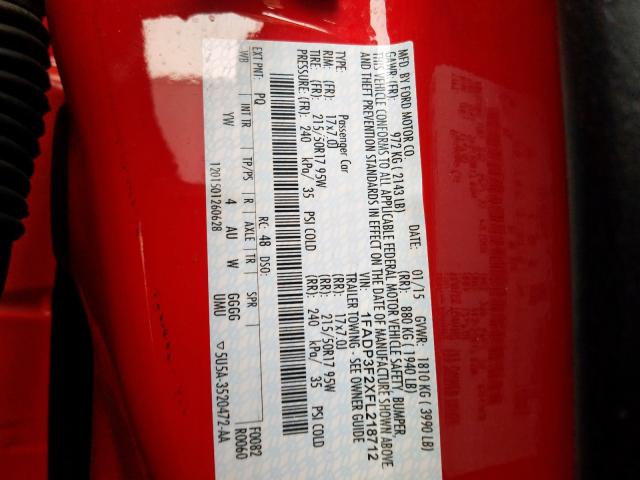 MFD. BY FORD MOTOR CO.
DATE: 01/15 GVWR: 1810 KG ( 3990 LB)
GAWR (FR): 972 KG ( 2143 LB) (RR): 880 KG ( 1940 LB)
THIS VEHICLE CONFORMS TO ALL APPLICABLE FEDERAL MOTOR VEHICLE SAFETY, BUMPER,
AND THEFT PREVENTION STANDARDS IN EFFECT ON THE DATE OF MANUFACTURE SHOWN ABOVE.
VIN: 1FADP3F2XFL218712
TYPE: Passenger Car TRAILER TOWING - SEE OWNER GUIDE
RIM: (FR): 17x7.0J (RR): 17x7.0J
TIRE: (FR): 215/50R17 95W (RR): 215/50R17 95W
PRESSURE: (FR): 240 kPa/ 35 PSI COLD (RR): 240 kPa/ 35 PSI COLD
EXT PNT: PQ RC: 48 DSO: F0082
WB INT TR TP/PS R AXLE TR SPR R0060
YW 4 AU W GGGG
1201501260628 UMU ▽5U5A-3520472-AA